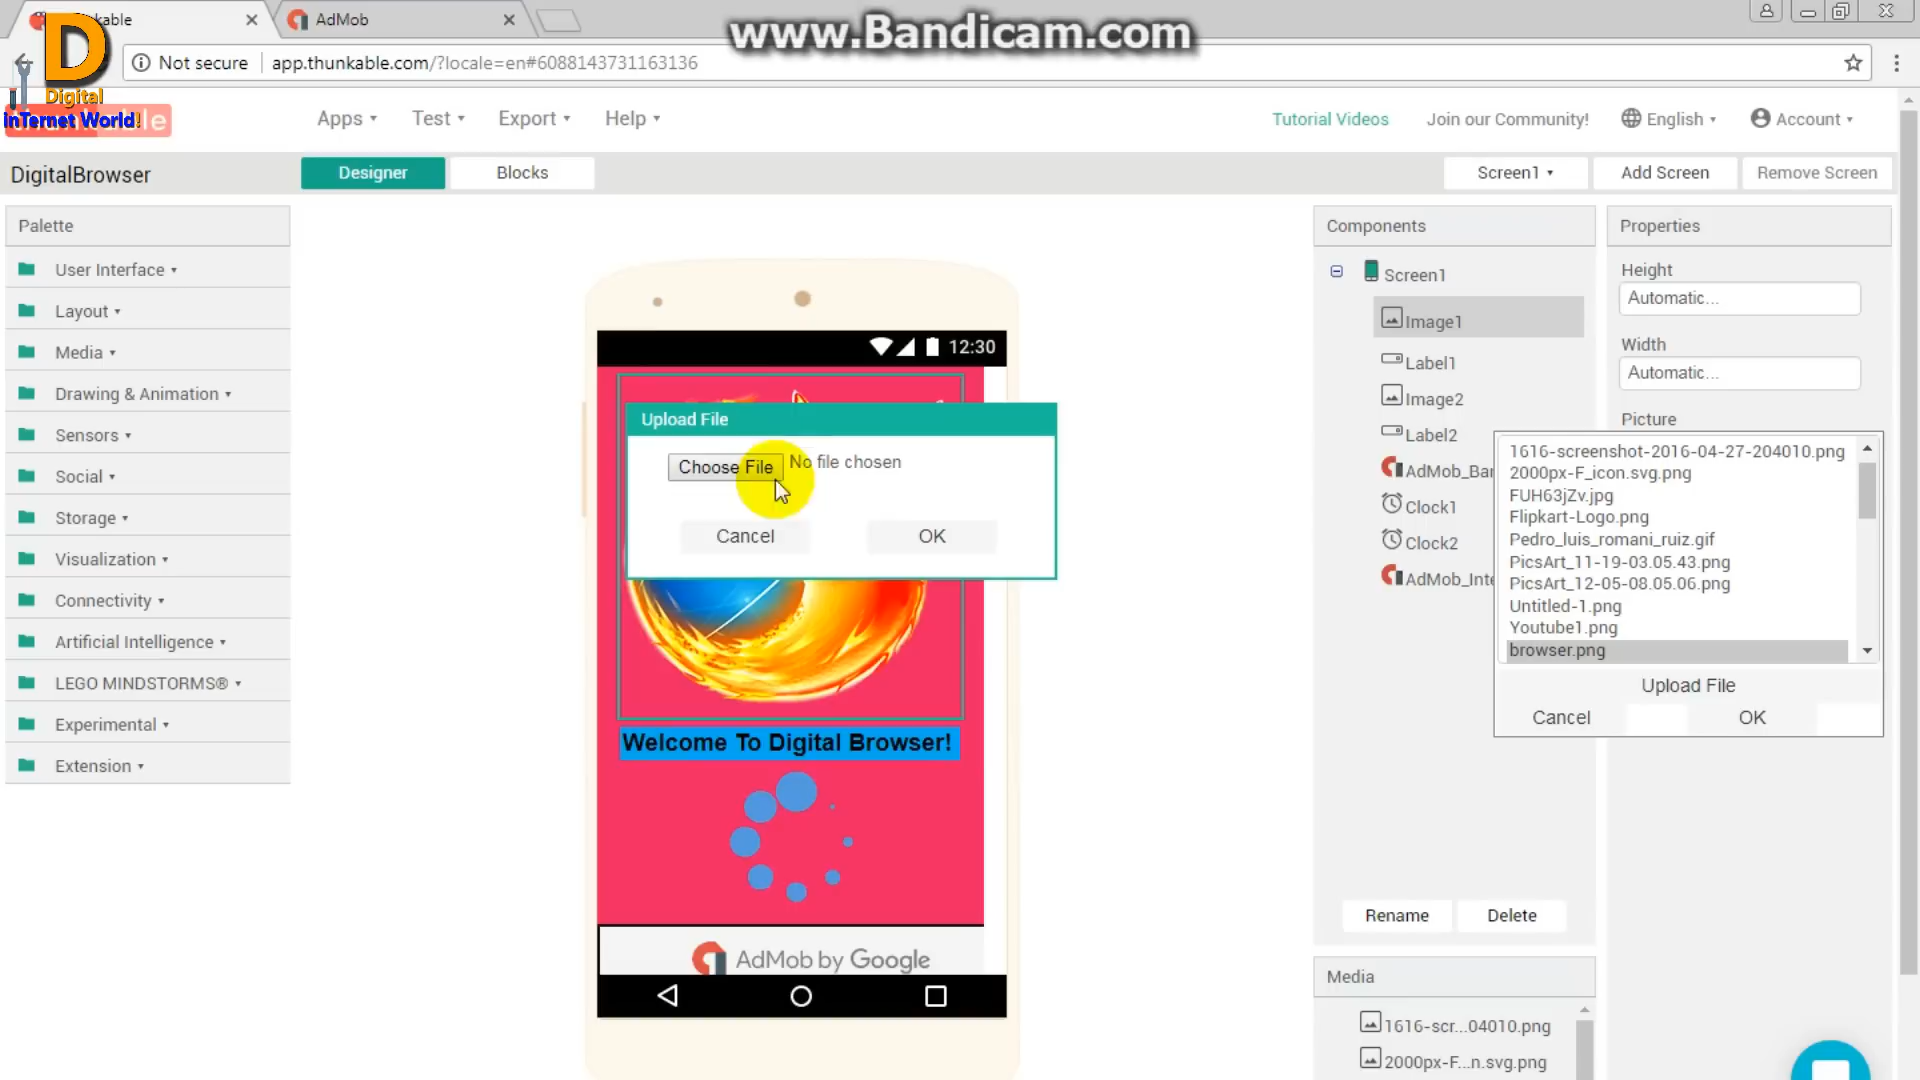 AdMob
www.Bandicam.com
Not secure
app.thunkable.com/?locale=en#6088143731163136
D
Digital
inTernet World!
Apps
Test
Export
Help
Tutorial Videos
Join our Community!
English
Account
DigitalBrowser
Designer
Blocks
Screen1
Add Screen
Remove Screen
Palette
User Interface
Layout
Media
Drawing & Animation
Sensors
Social
Storage
Visualization
Connectivity
Artificial Intelligence
LEGO MINDSTORMS®
Experimental
Extension
12:30
Upload File
Choose File
No file chosen
Cancel
OK
Welcome To Digital Browser!
AdMob by Google
Components
Screen1
Image1
Label1
Image2
Label2
AdMob_Ba
Clock1
Clock2
AdMob_Inte
Rename
Delete
Media
1616-scr...04010.png
2000px-F...n.svg.png
Properties
Height
Automatic...
Width
Automatic...
Picture
1616-screenshot-2016-04-27-204010.png
2000px-F_icon.svg.png
FUH63jZv.jpg
Flipkart-Logo.png
Pedro_luis_romani_ruiz.gif
PicsArt_11-19-03.05.43.png
PicsArt_12-05-08.05.06.png
Untitled-1.png
Youtube1.png
browser.png
Upload File
Cancel
OK